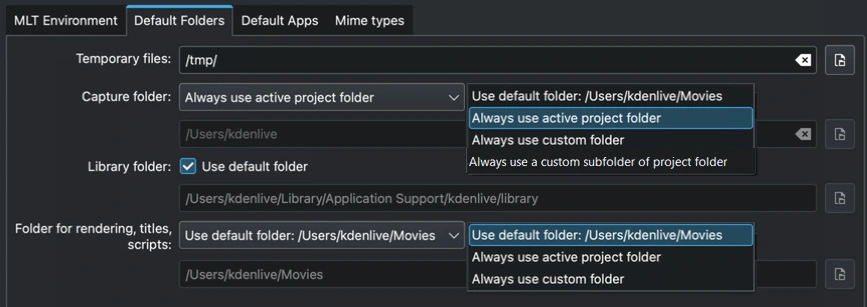 MLT Environment Default Folders Default Apps Mime types
Temporary files: /tmp/
Capture folder: Always use active project folder Use default folder: /Users/kdenlive/Movies
Always use active project folder
/Users/kdenlive Always use custom folder
Library folder: Use default folder Always use a custom subfolder of project folder
/Users/kdenlive/Library/Application Support/kdenlive/library
Folder for rendering, titles,
scripts: Use default folder: /Users/kdenlive/Movies Use default folder: /Users/kdenlive/Movies
Always use active project folder
/Users/kdenlive/Movies Always use custom folder